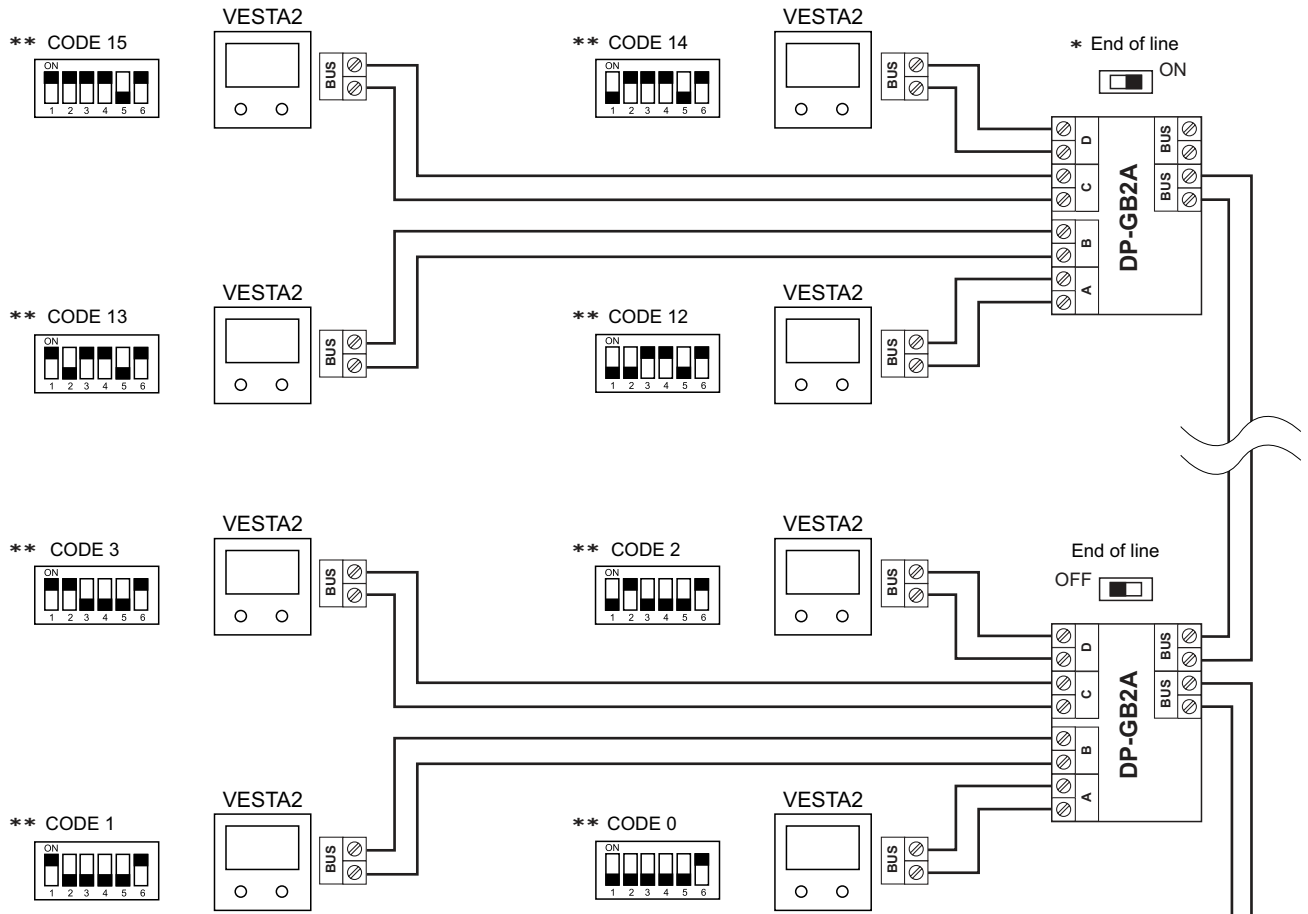 VESTA2
VESTA2
** CODE 15
** CODE 14
* End of line
ON
ON
1 2 3 4 5 6
BUS
ON
1 2 3 4 5 6
BUS
D
C
B
A
DP-GB2A
BUS
BUS
VESTA2
VESTA2
** CODE 13
** CODE 12
ON
1 2 3 4 5 6
BUS
ON
1 2 3 4 5 6
BUS
VESTA2
VESTA2
** CODE 3
** CODE 2
End of line
OFF
ON
1 2 3 4 5 6
BUS
ON
1 2 3 4 5 6
BUS
D
C
B
A
DP-GB2A
BUS
BUS
VESTA2
VESTA2
** CODE 1
** CODE 0
ON
1 2 3 4 5 6
BUS
ON
1 2 3 4 5 6
BUS